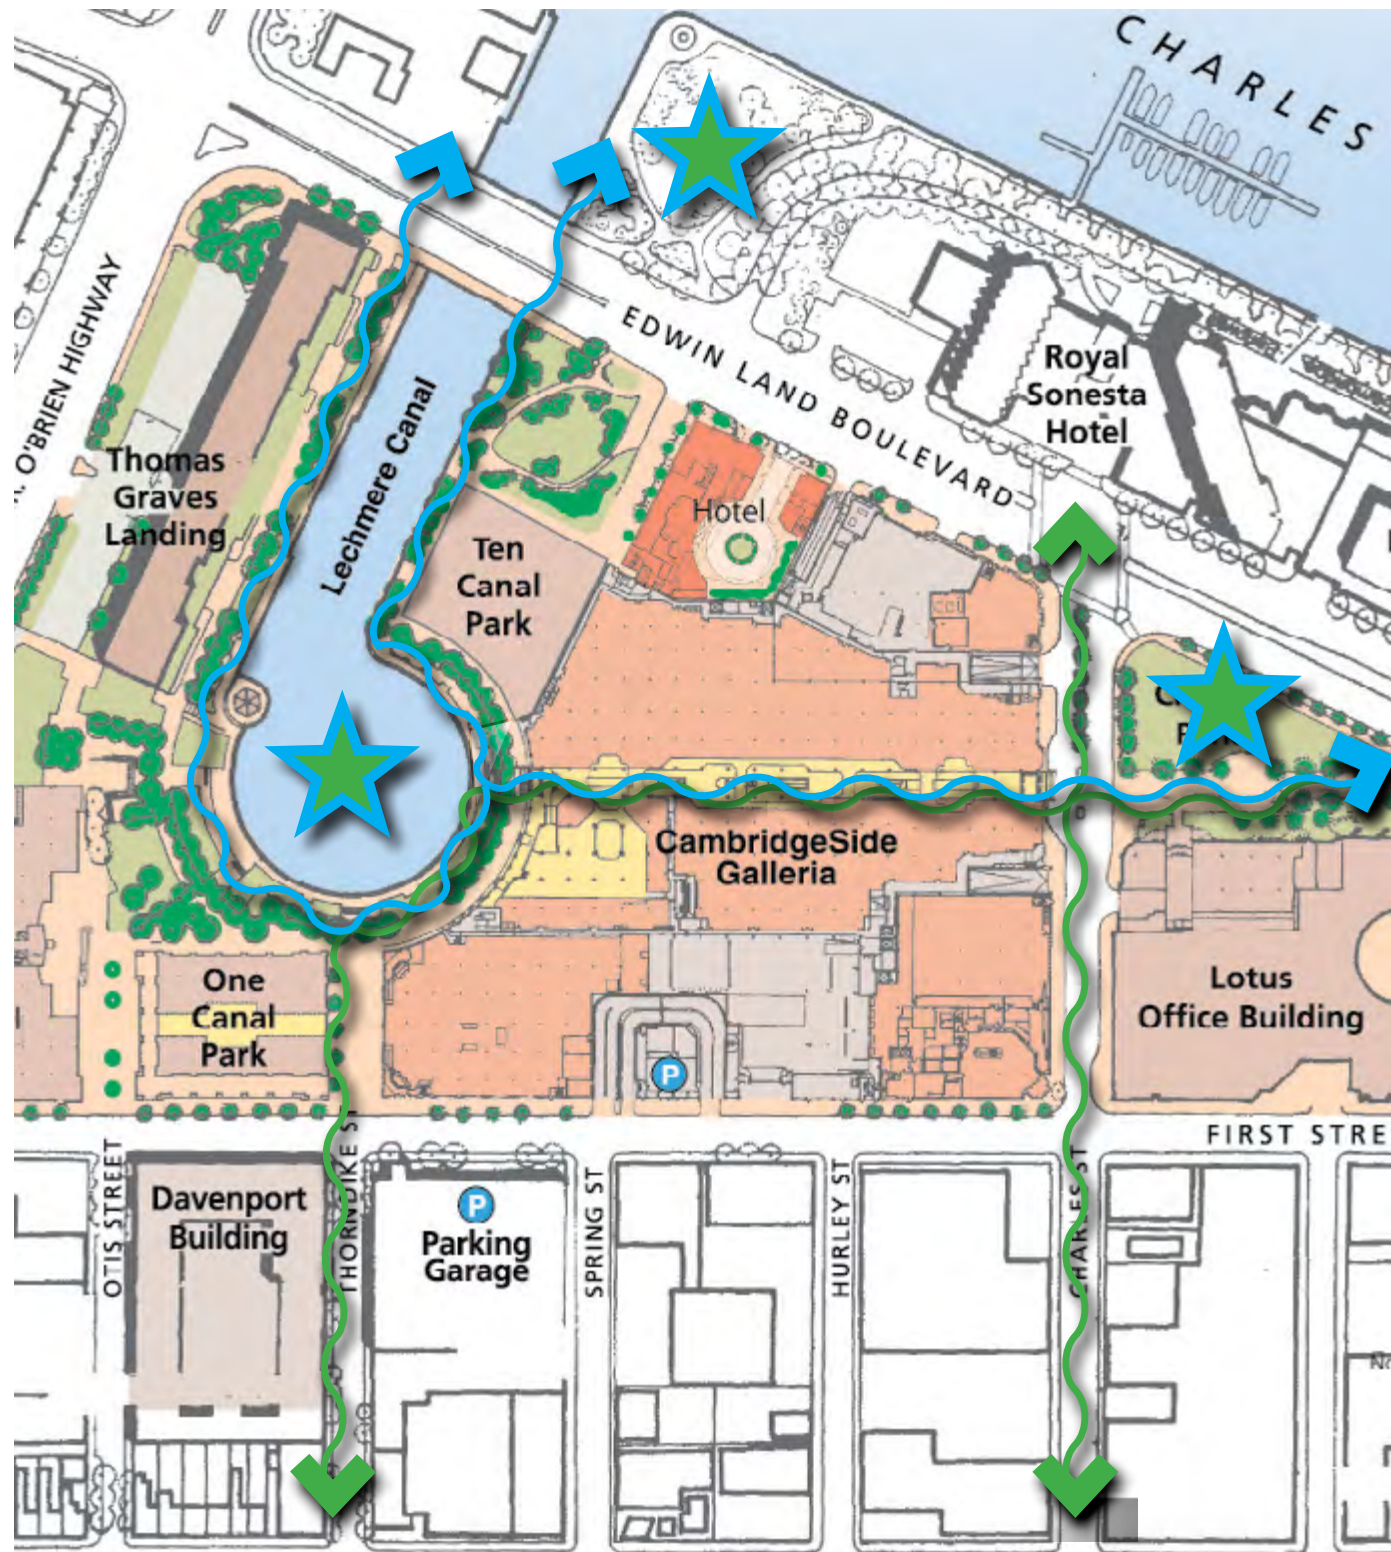 CHARLES
EDWIN LAND BOULEVARD
O'BRIEN HIGHWAY
Royal
Sonesta
Hotel
Thomas
Graves
Landing
Lechmere Canal
Hotel
Ten
Canal
Park
CambridgeSide
Galleria
One
Canal
Park
Lotus
Office Building
P
FIRST STRE
OTIS STREET
THORNDIKE ST
SPRING ST
HURLEY ST
CHARLES ST
Davenport
Building
P
Parking
Garage